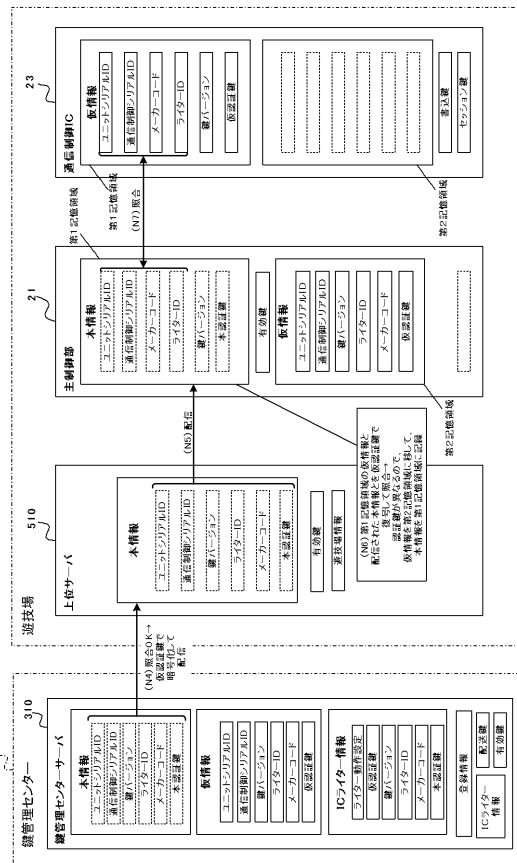 鍵管理センター
310
鍵管理センターサーバ
本情報
ユニットシリアルID
通信制御シリアルID
鍵バージョン
ライターID
メーカーコード
本認証鍵
仮情報
ユニットシリアルID
通信制御シリアルID
鍵バージョン
ライターID
メーカーコード
仮認証鍵
ICライター情報
ライター動作設定
仮認証鍵
鍵バージョン
ライターID
メーカーコード
本認証鍵
登録情報
ICライター
情報
配送鍵
有効鍵
(N4)照合OK→
仮認証鍵で
暗号化して
配信
遊技場
510
上位サーバ
本情報
ユニットシリアルID
通信制御シリアルID
鍵バージョン
ライターID
メーカーコード
本認証鍵
有効鍵
遊技場情報
(N5)配信
(N6)第1記憶領域の仮情報と
配信された本情報とを仮認証鍵で
復号して照合→
認証鍵が異なるので、
仮情報を第2記憶領域に移して、
本情報を第1記憶領域に記録
21
主制御部
第1記憶領域
本情報
ユニットシリアルID
通信制御シリアルID
メーカーコード
ライターID
鍵バージョン
本認証鍵
有効鍵
仮情報
ユニットシリアルID
通信制御シリアルID
鍵バージョン
ライターID
メーカーコード
仮認証鍵
第2記憶領域
(N7)照合
23
通信制御IC
第1記憶領域
仮情報
ユニットシリアルID
通信制御シリアルID
メーカーコード
ライターID
鍵バージョン
仮認証鍵
第2記憶領域
書込鍵
セッション鍵